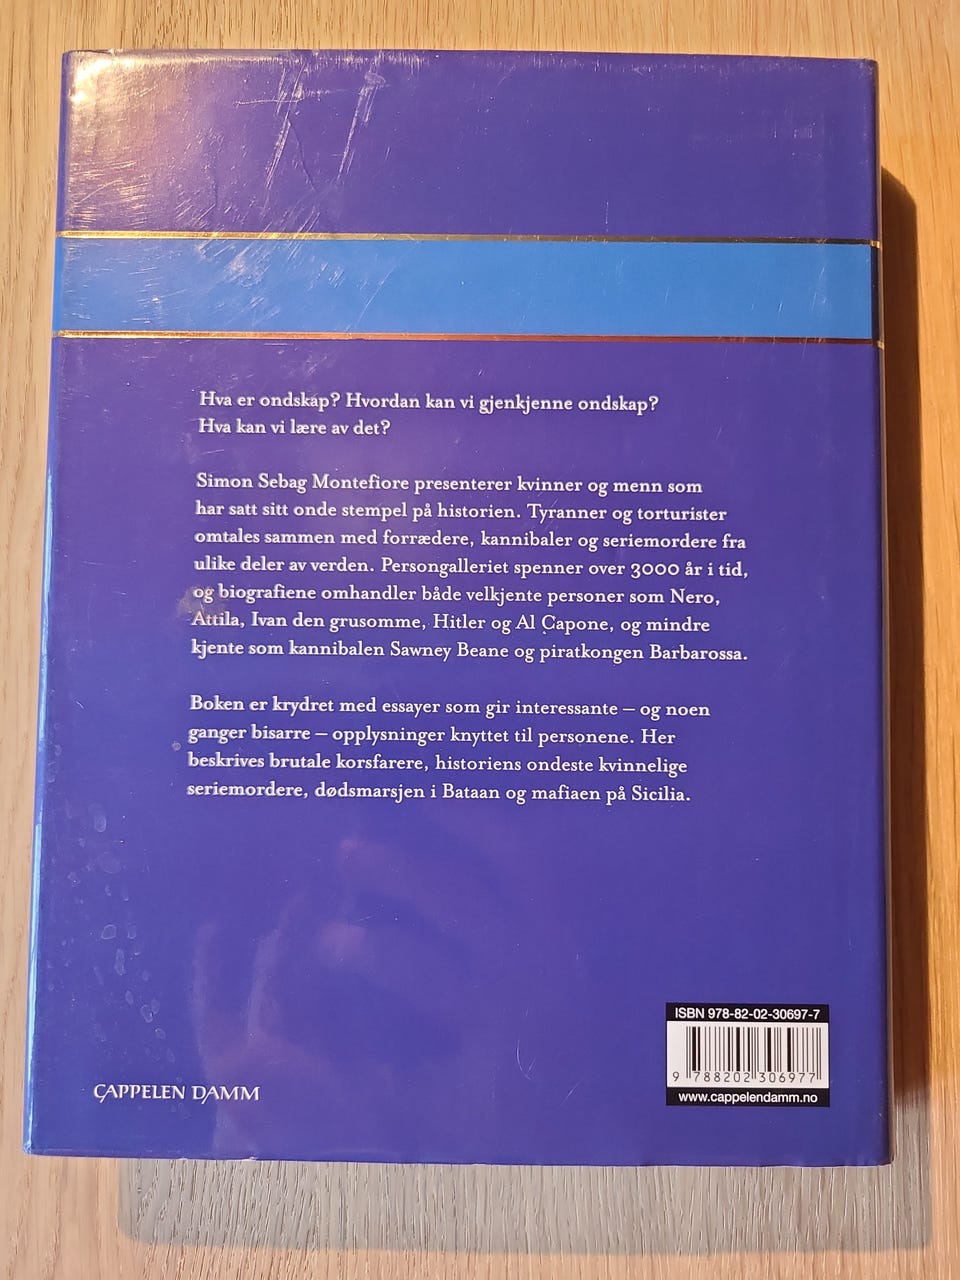 Hva er ondskap? Hvordan kan vi gjenkjenne ondskap?
Hva kan vi lære av det?
Simon Sebag Montefiore presenterer kvinner og menn som
har satt sitt onde stempel på historien. Tyranner og torturister
omtales sammen med forrædere, kannibaler og seriemordere fra
ulike deler av verden. Persongalleriet spenner over 3000 år i tid,
og biografiene omhandler både velkjente personer som Nero,
Attila, Ivan den grusomme, Hitler og Al Capone, og mindre
kjente som kannibalen Sawney Beane og piratkongen Barbarossa.
Boken er krydret med essayer som gir interessante – og noen
ganger bisarre – opplysninger knyttet til personene. Her
beskrives brutale korsfarere, historiens ondeste kvinnelige
seriemordere, dødsmarsjen i Bataan og mafiaen på Sicilia.
CAPPELEN DAMM
ISBN 978-82-02-30697-7
9 788202 306977
www.cappelendamm.no